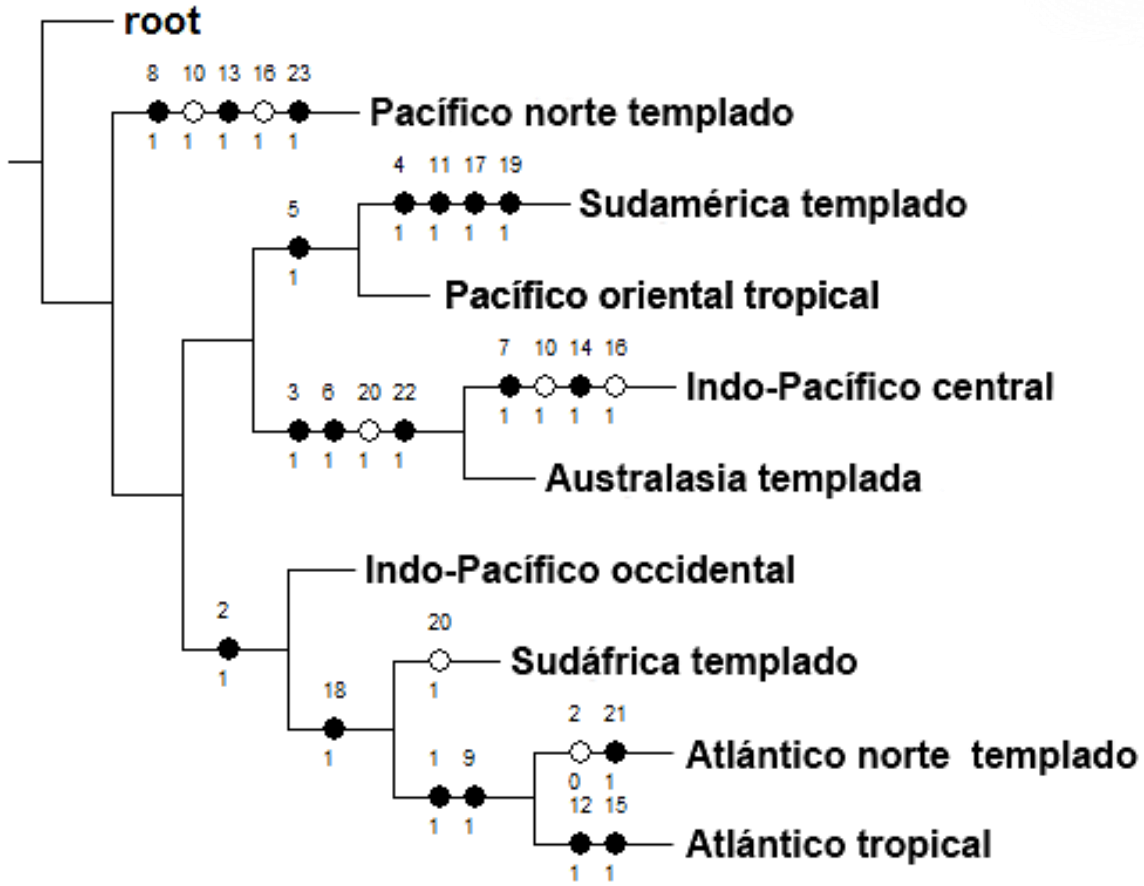 root
8 10 13 16 23
Pacífico norte templado
1 1 1 1 1
4 11 17 19
Sudamérica templado
1 1 1 1
5
1
Pacífico oriental tropical
7 10 14 16
Indo-Pacífico central
1 1 1 1
3 6 20 22
1 1 1 1
Australasia templada
Indo-Pacífico occidental
2
1
20
Sudáfrica templado
1
18
1
2 21
Atlántico norte templado
0 1
1 9
1 1
12 15
Atlántico tropical
1 1